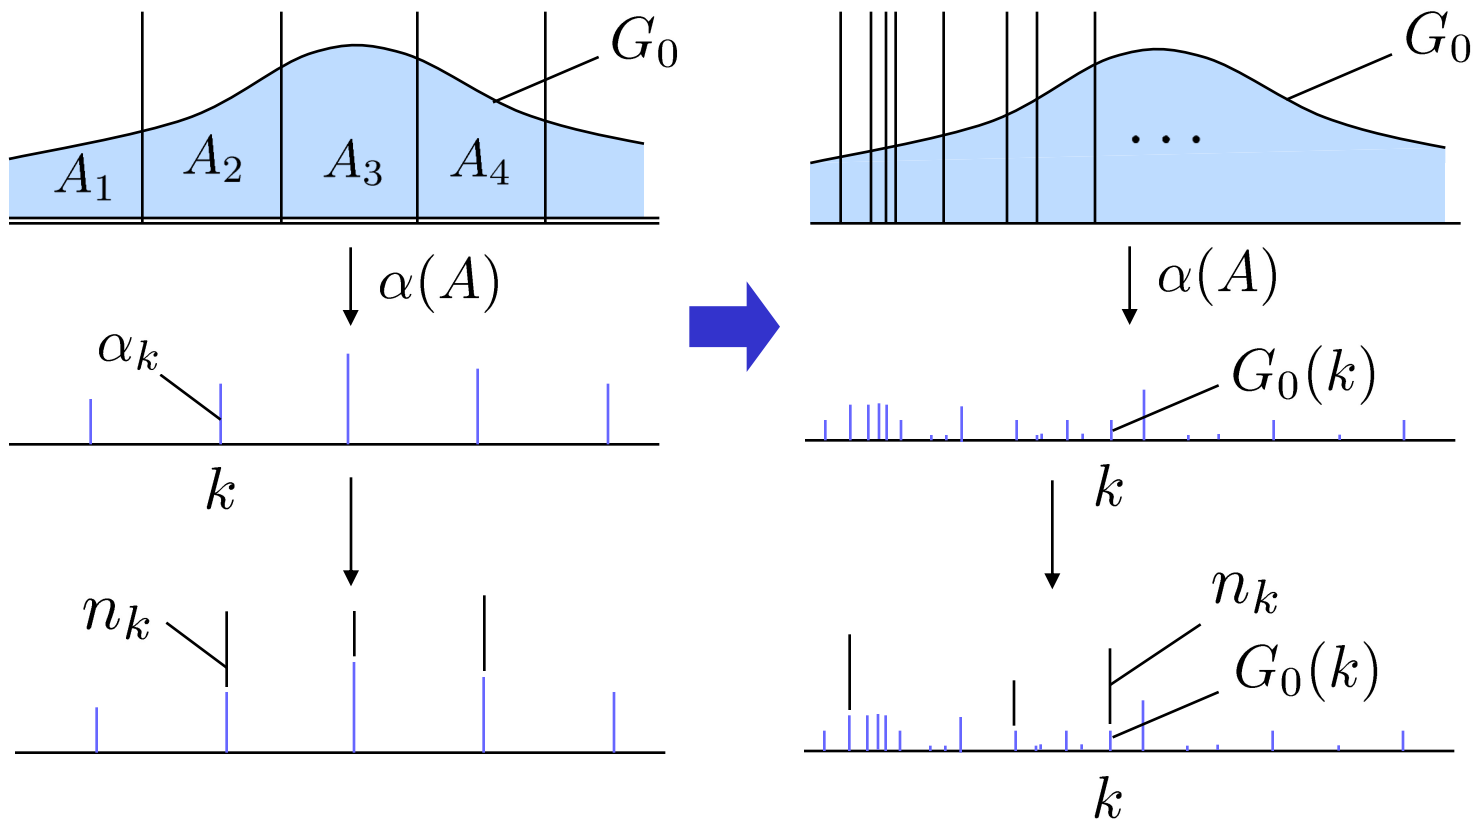 G₀
A₁ A₂ A₃ A₄
α(A)
αₖ
k
nₖ
G₀
· · ·
α(A)
G₀(k)
k
nₖ
G₀(k)
k